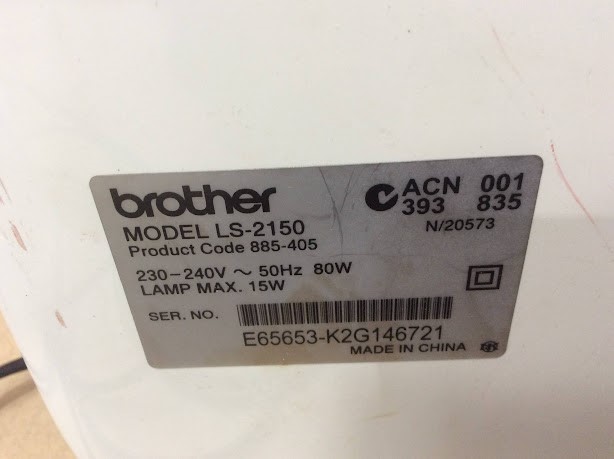 brother
MODEL LS-2150
Product Code 885-405
230-240V ~ 50Hz 80W
LAMP MAX. 15W
SER. NO.
E65653-K2G146721
MADE IN CHINA
ACN 001
393 835
N/20573